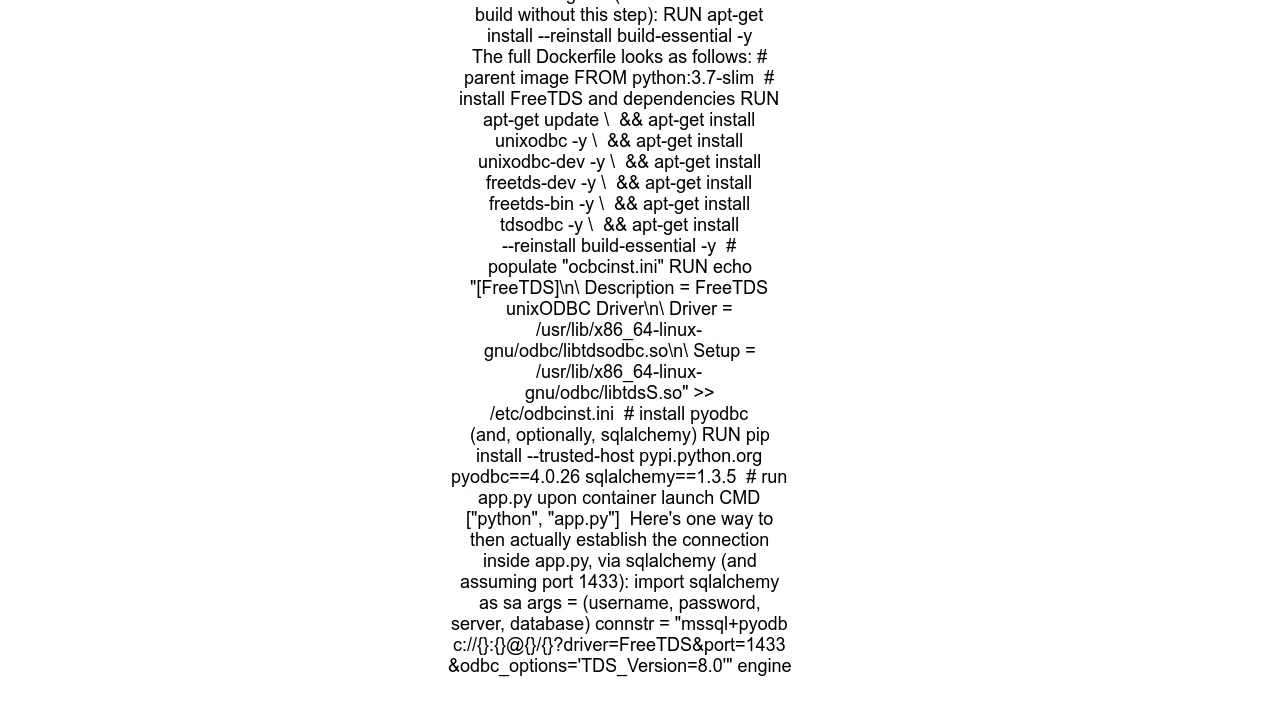 build without this step): RUN apt-get
install --reinstall build-essential -y
The full Dockerfile looks as follows: #
parent image FROM python:3.7-slim  #
install FreeTDS and dependencies RUN
apt-get update \  && apt-get install
unixodbc -y \  && apt-get install
unixodbc-dev -y \  && apt-get install
freetds-dev -y \  && apt-get install
freetds-bin -y \  && apt-get install
tdsodbc -y \  && apt-get install
--reinstall build-essential -y  #
populate "ocbcinst.ini" RUN echo
"[FreeTDS]\n\ Description = FreeTDS
unixODBC Driver\n\ Driver =
/usr/lib/x86_64-linux-
gnu/odbc/libtdsodbc.so\n\ Setup =
/usr/lib/x86_64-linux-
gnu/odbc/libtdsS.so" >>
/etc/odbcinst.ini  # install pyodbc
(and, optionally, sqlalchemy) RUN pip
install --trusted-host pypi.python.org
pyodbc==4.0.26 sqlalchemy==1.3.5  # run
app.py upon container launch CMD
["python", "app.py"]  Here's one way to
then actually establish the connection
inside app.py, via sqlalchemy (and
assuming port 1433): import sqlalchemy
as sa args = (username, password,
server, database) connstr = "mssql+pyodb
c://{}:{}@{}/{}?driver=FreeTDS&port=1433
&odbc_options='TDS_Version=8.0'" engine